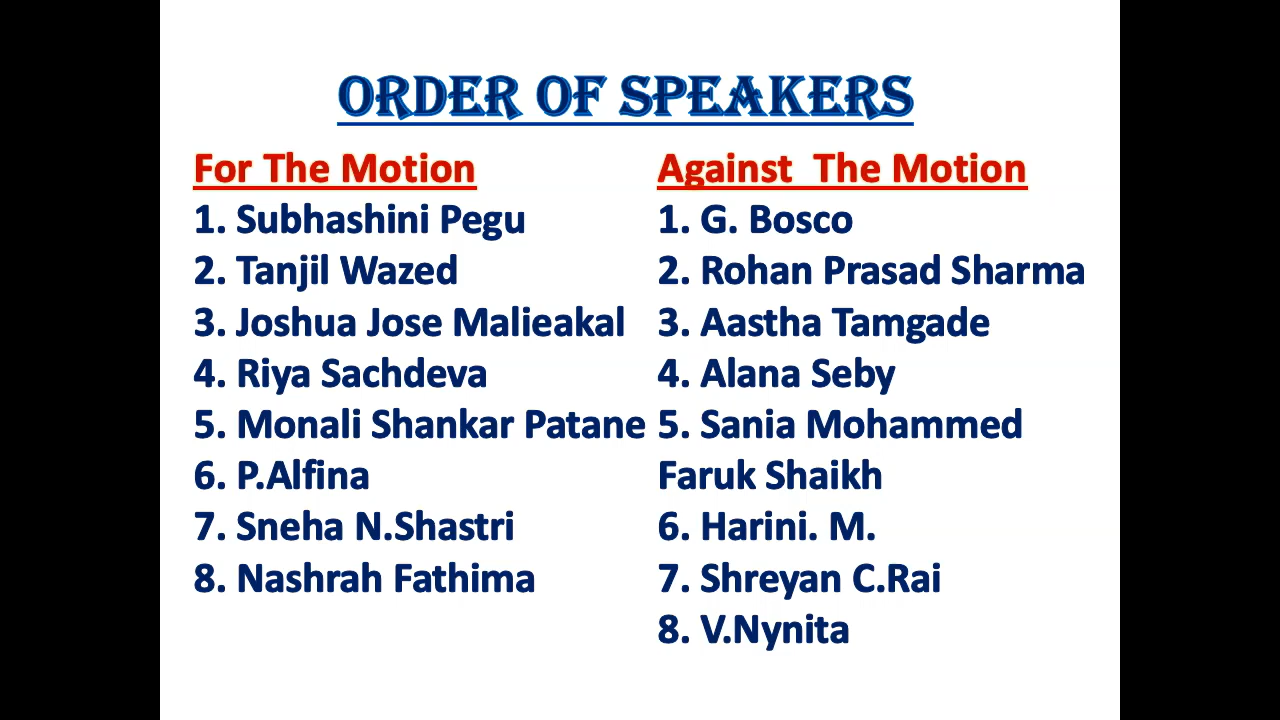 ORDER OF SPEAKERS
For The Motion
1. Subhashini Pegu
2. Tanjil Wazed
3. Joshua Jose Malieakal
4. Riya Sachdeva
5. Monali Shankar Patane
6. P.Alfina
7. Sneha N.Shastri
8. Nashrah Fathima
Against The Motion
1. G. Bosco
2. Rohan Prasad Sharma
3. Aastha Tamgade
4. Alana Seby
5. Sania Mohammed
Faruk Shaikh
6. Harini. M.
7. Shreyan C.Rai
8. V.Nynita